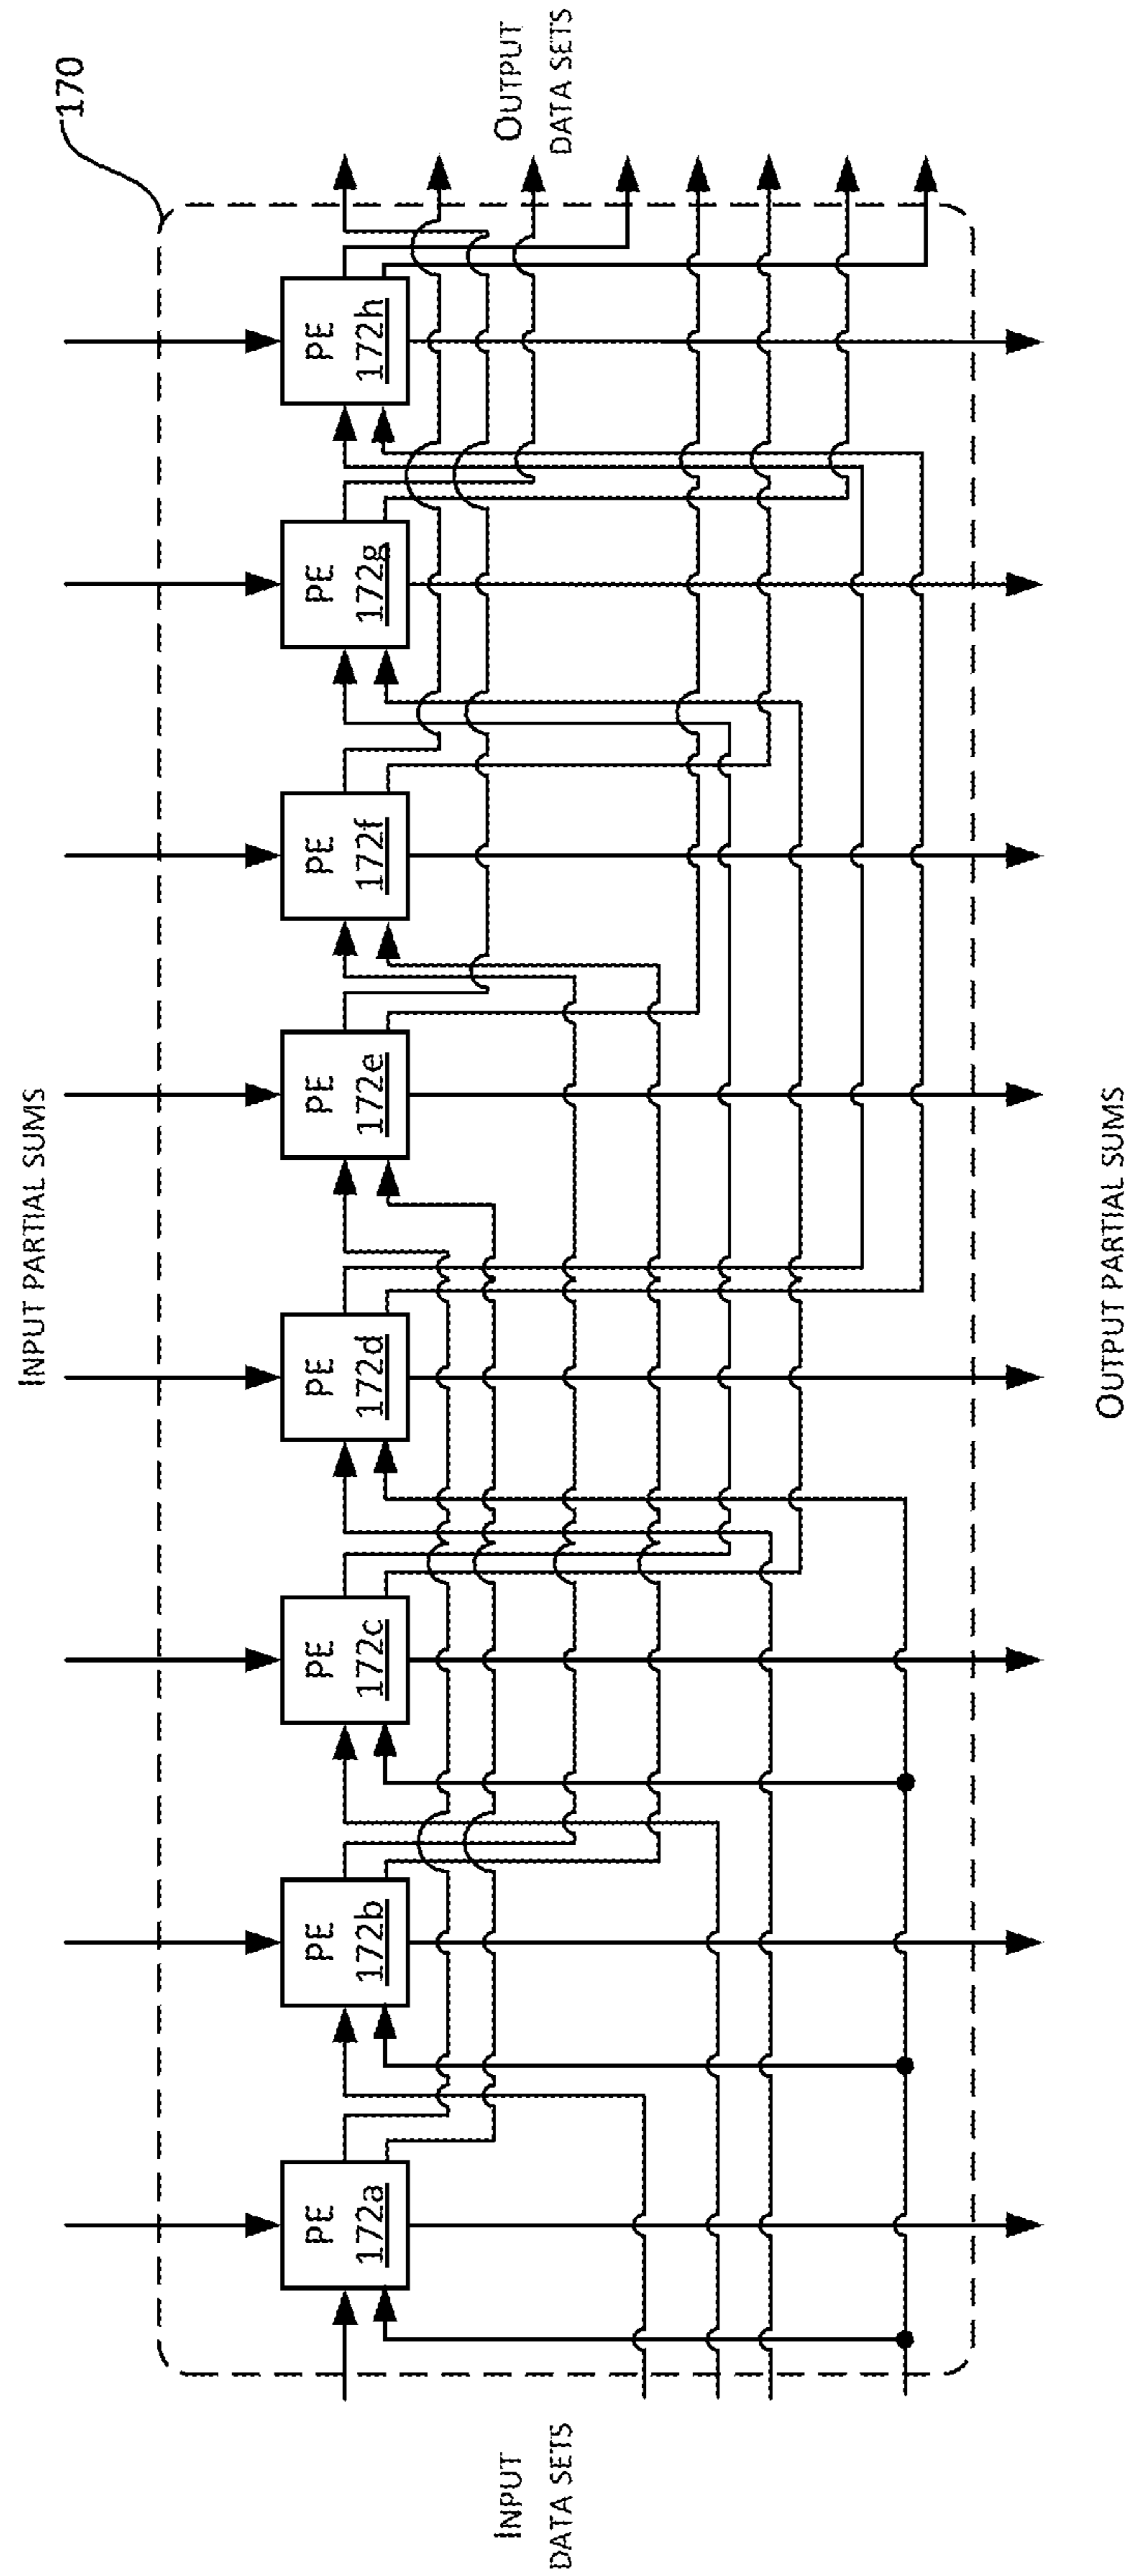 170
INPUT PARTIAL SUMS
INPUT
DATA SETS
PE
172a
PE
172b
PE
172c
PE
172d
PE
172e
PE
172f
PE
172g
PE
172h
OUTPUT
DATA SETS
OUTPUT PARTIAL SUMS